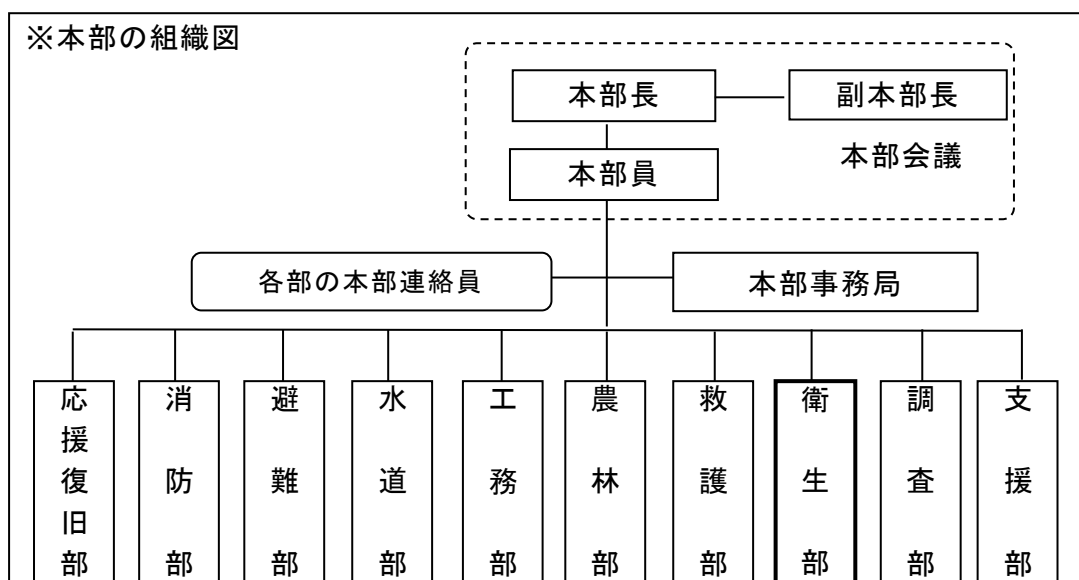 ※本部の組織図
本部長
副本部長
本部会議
本部員
各部の本部連絡員
本部事務局
応援復旧部
消防部
避難部
水道部
工務部
農林部
救護部
衛生部
調査部
支援部